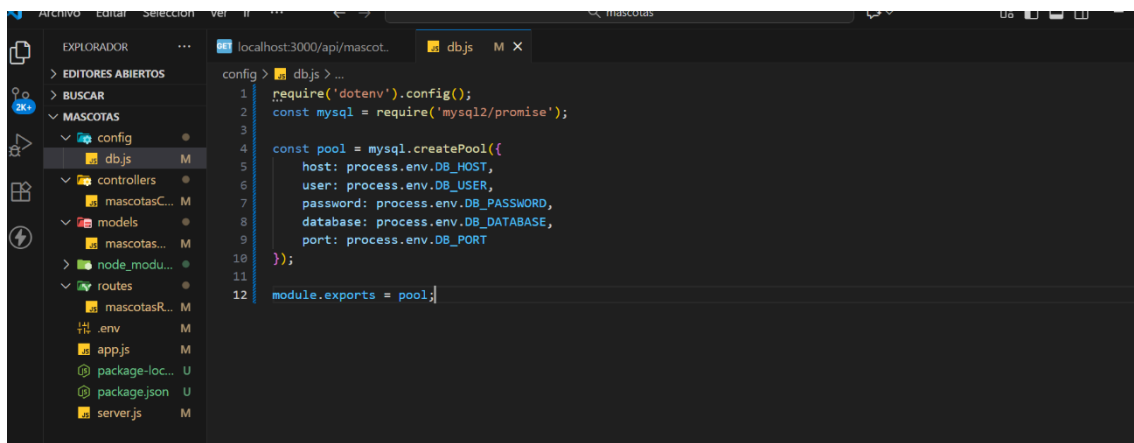 Archivo Editar Selección Ver Ir ··· mascotas
EXPLORADOR ···
EDITORES ABIERTOS
BUSCAR
MASCOTAS
config
db.js M
controllers
mascotasC... M
models
mascotas... M
node_modu...
routes
mascotasR... M
.env M
app.js M
package-loc... U
package.json U
server.js M
2K+
GET localhost:3000/api/mascot.. JS db.js M X
config > JS db.js > ...
1 require('dotenv').config();
2 const mysql = require('mysql2/promise');
3
4 const pool = mysql.createPool({
5 host: process.env.DB_HOST,
6 user: process.env.DB_USER,
7 password: process.env.DB_PASSWORD,
8 database: process.env.DB_DATABASE,
9 port: process.env.DB_PORT
10 });
11
12 module.exports = pool;